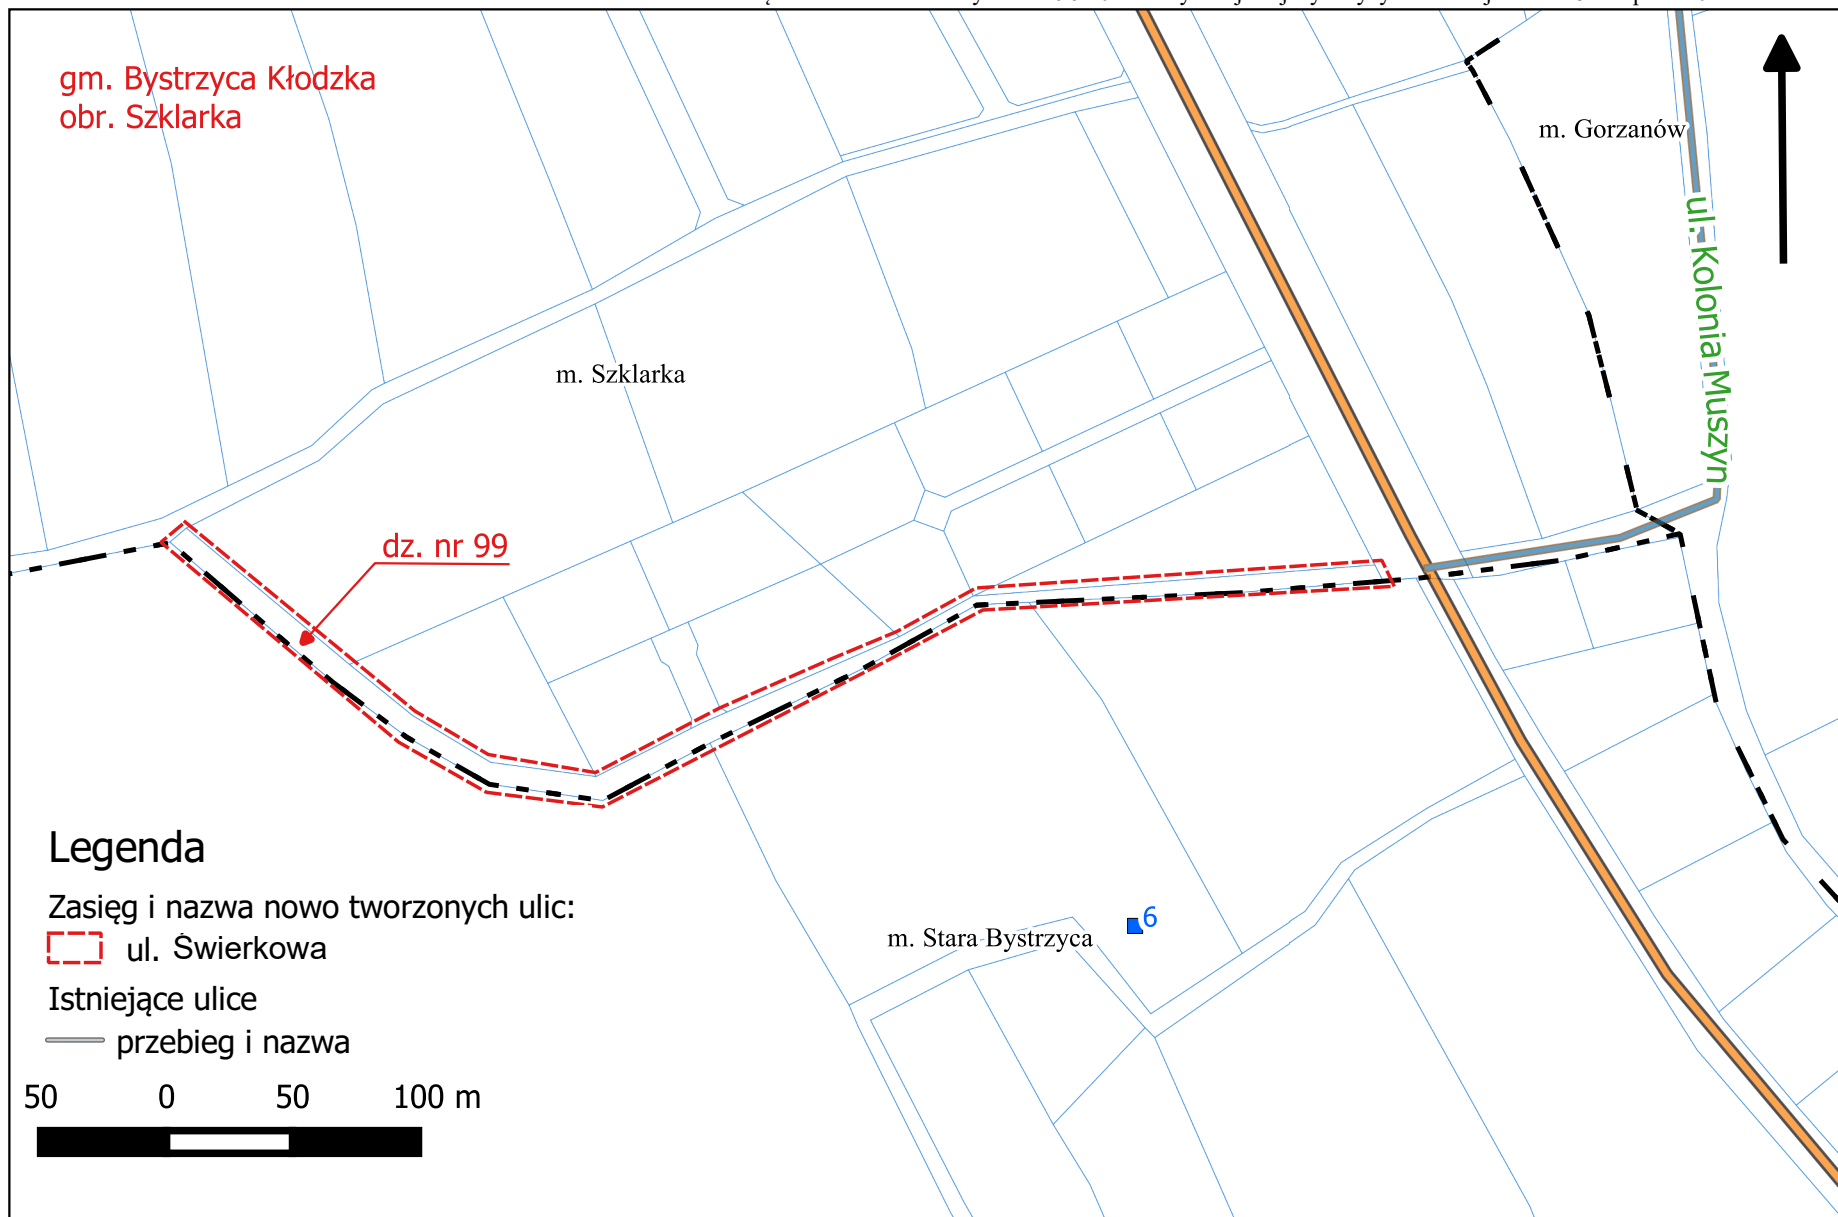 gm. Bystrzyca Kłodzka
obr. Szklarka
m. Gorzanów
ul. Kolonia Muszyn
m. Szklarka
dz. nr 99
m. Stara Bystrzyca
6
Legenda
Zasięg i nazwa nowo tworzonych ulic:
ul. Świerkowa
Istniejące ulice
przebieg i nazwa
50 0 50 100 m